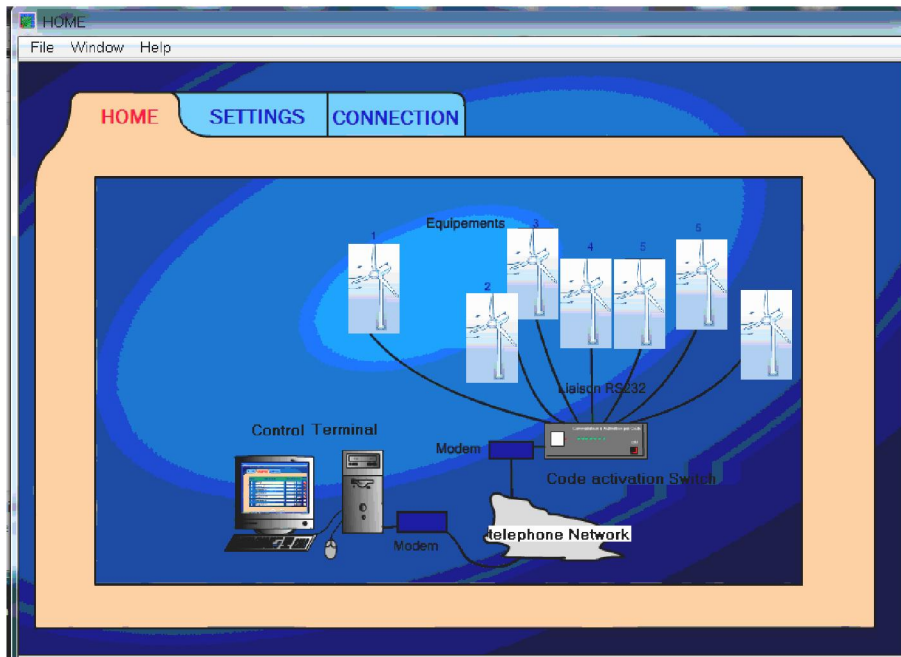 HOME
File Window Help
HOME SETTINGS CONNECTION
Equipements
1
2
3
4
5
5
Liaison RS232
Control Terminal
Modem
Code activation Switch
telephone Network
Modem